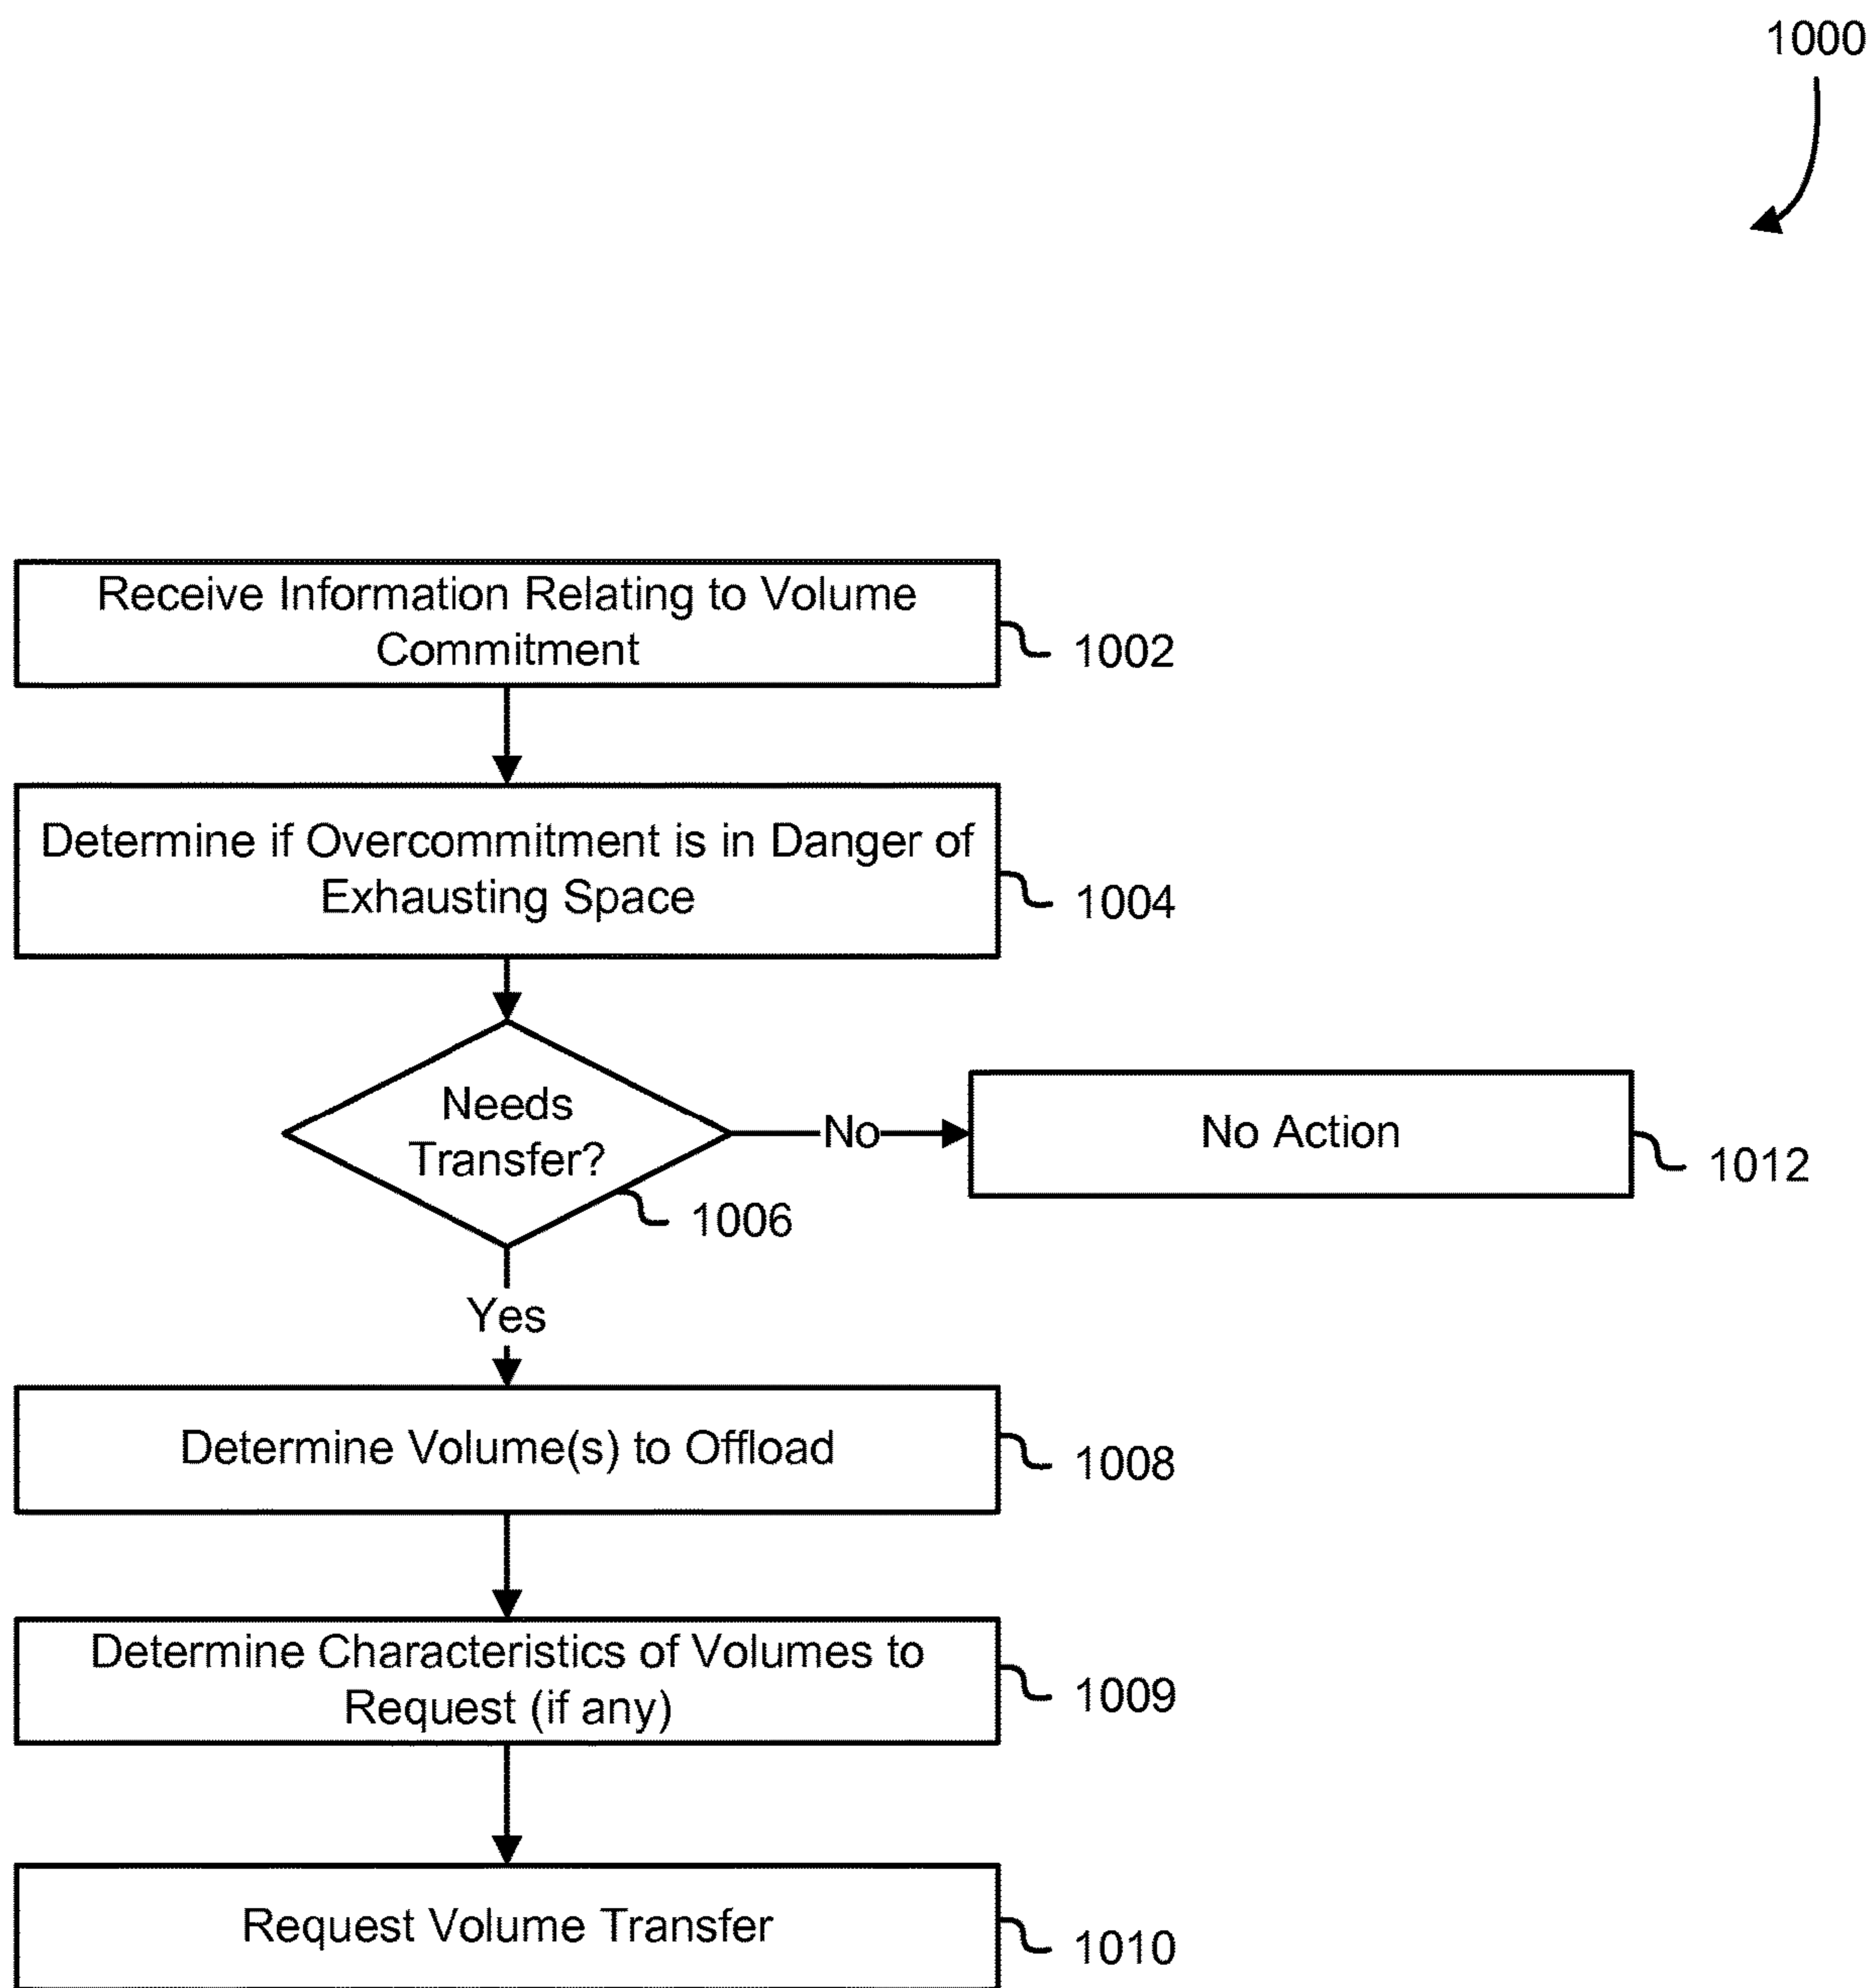 1000
Receive Information Relating to Volume
Commitment
1002
Determine if Overcommitment is in Danger of
Exhausting Space
1004
Needs
Transfer?
1006
No
No Action
1012
Yes
Determine Volume(s) to Offload
1008
Determine Characteristics of Volumes to
Request (if any)
1009
Request Volume Transfer
1010